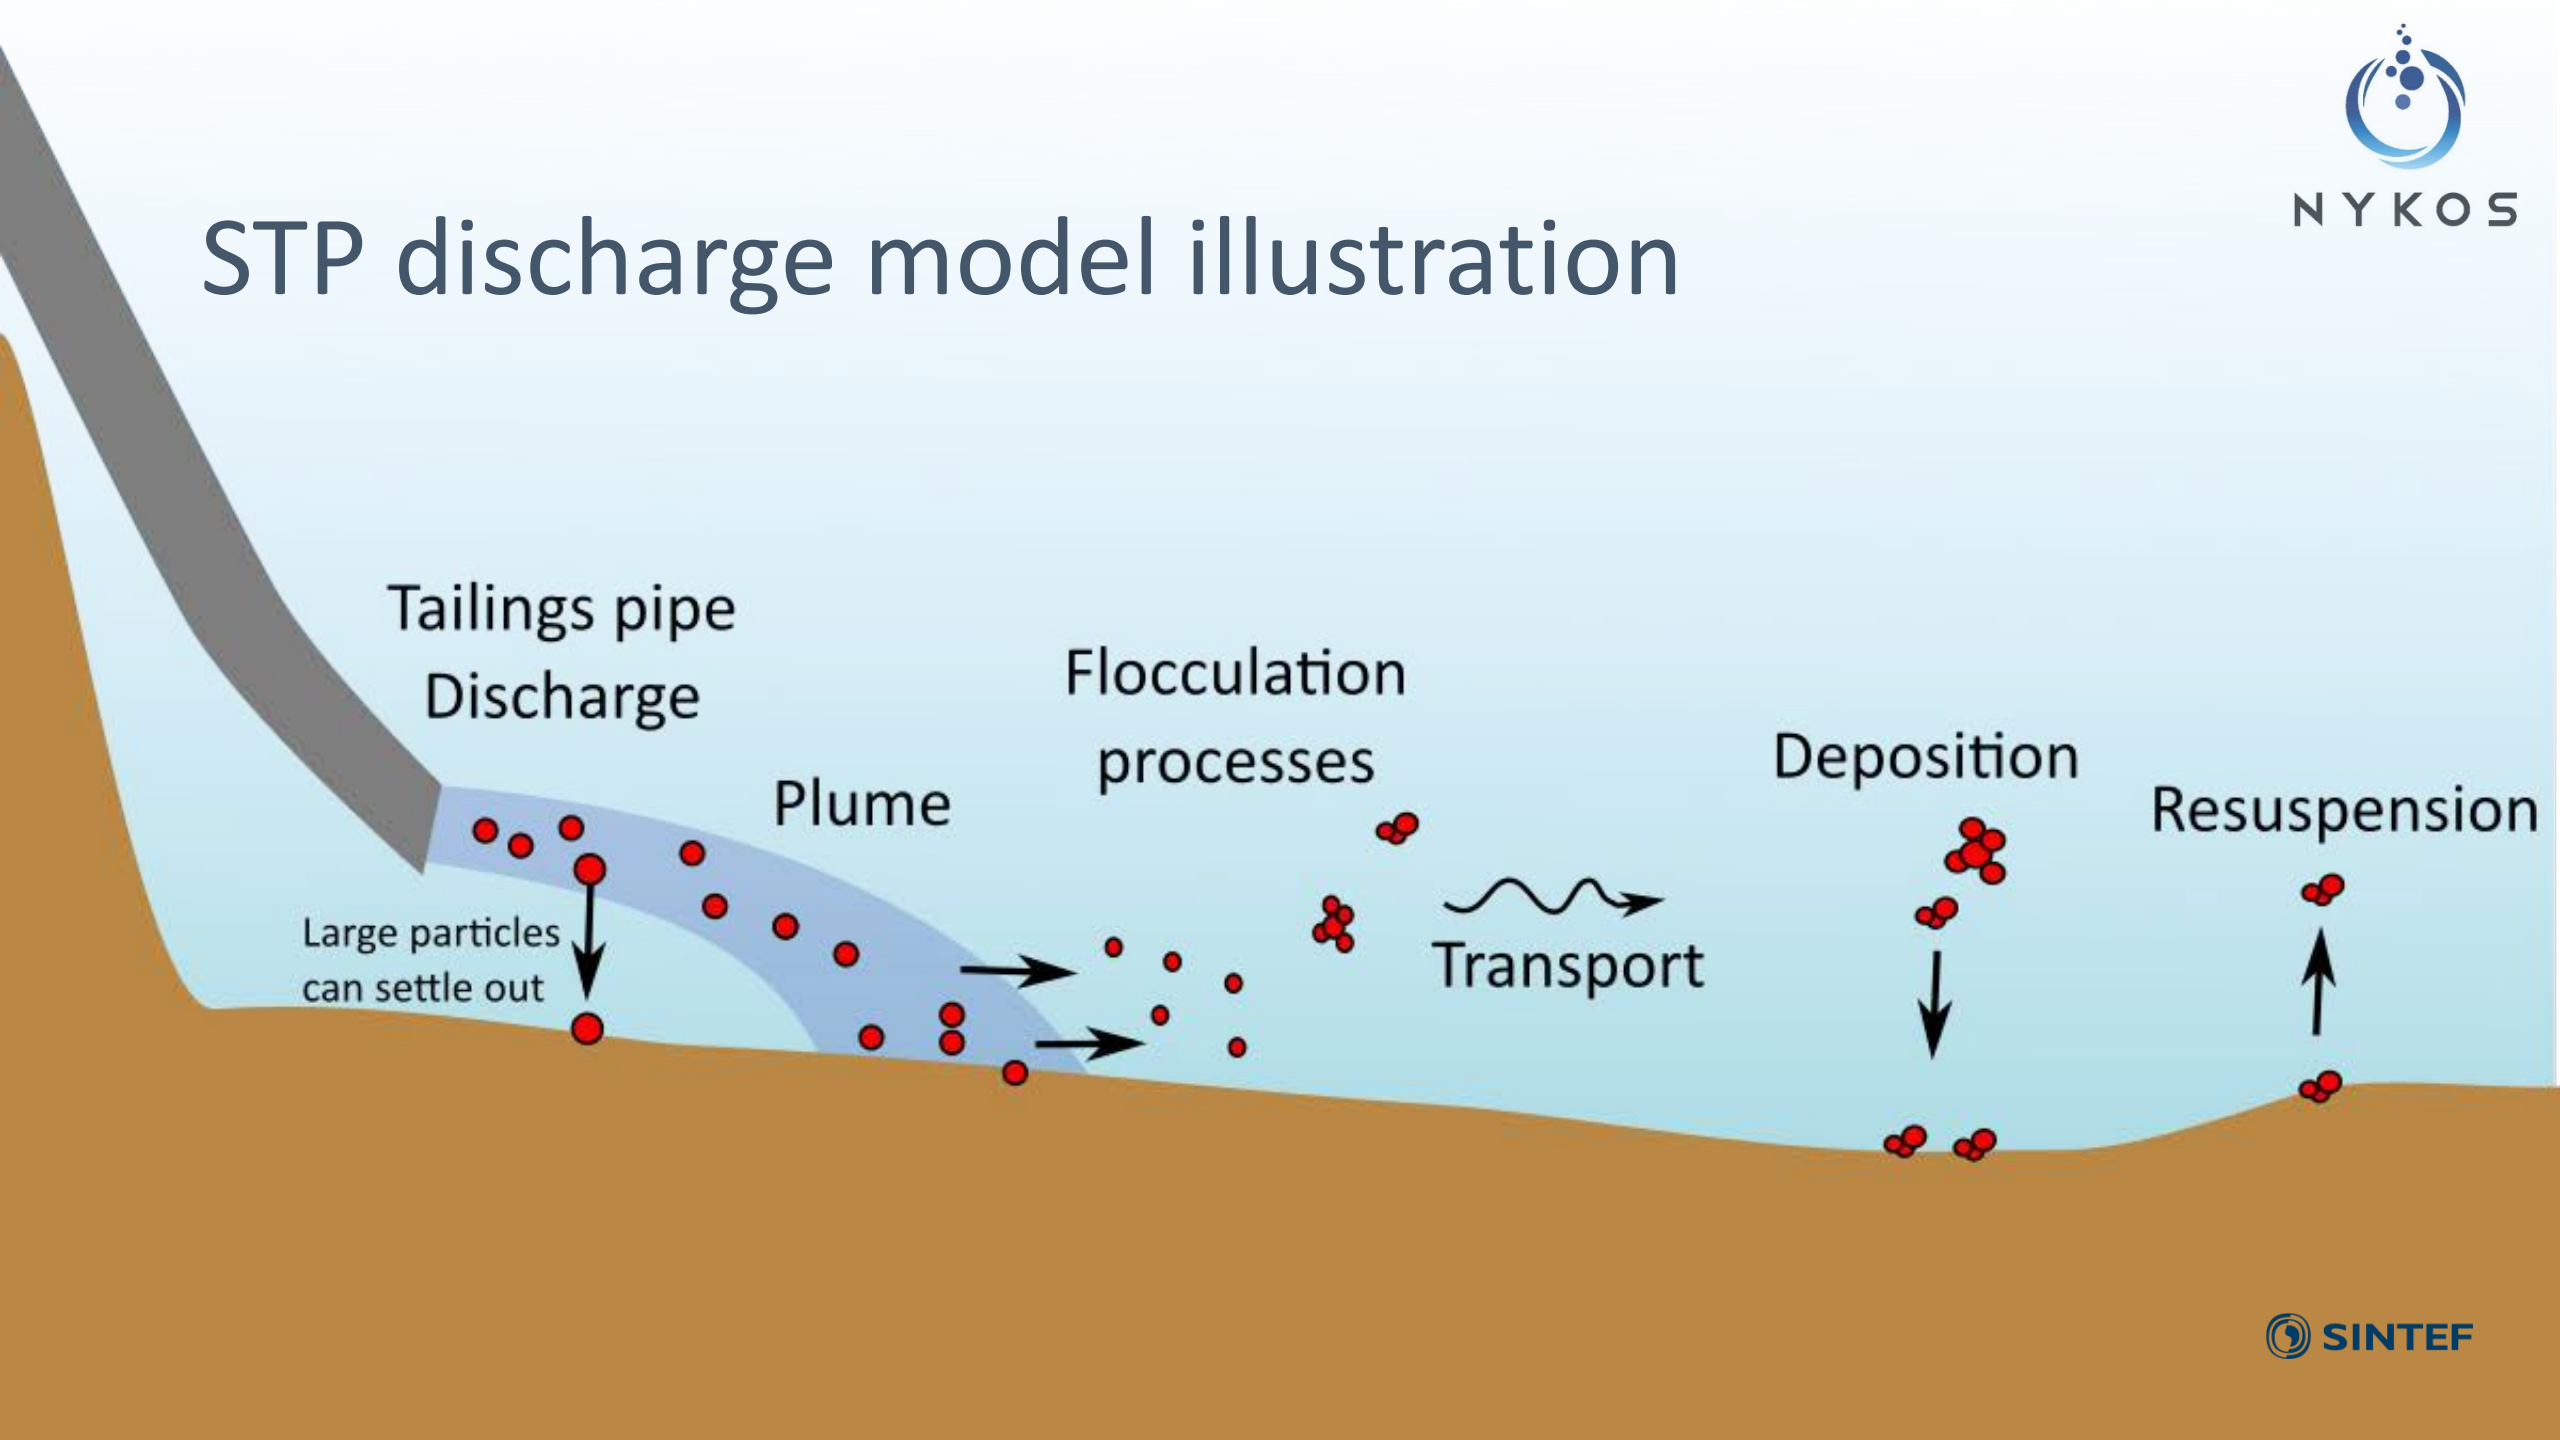 NYKOS
STP discharge model illustration
Tailings pipe
Discharge
Plume
Large particles
can settle out
Flocculation
processes
Transport
Deposition
Resuspension
SINTEF